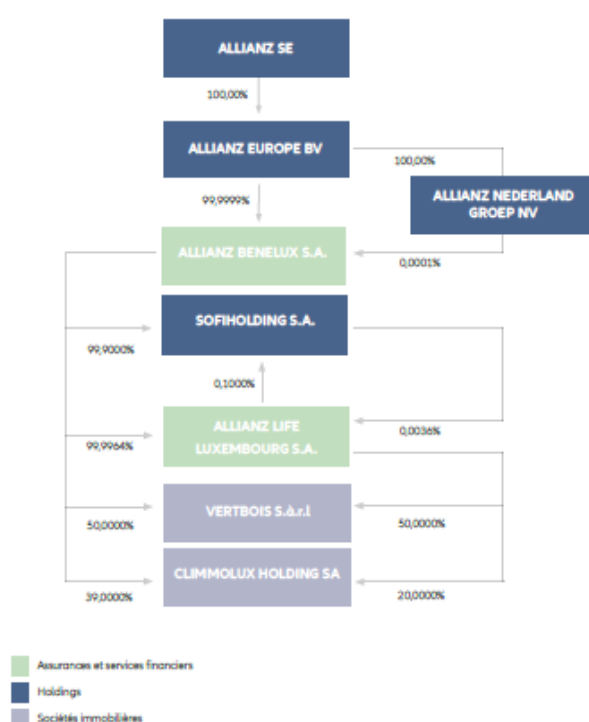 ALLIANZ SE
100,00%
ALLIANZ EUROPE BV
100,00%
ALLIANZ NEDERLAND
GROEP NV
99,9999%
ALLIANZ BENELUX S.A.
0,0001%
SOFIHOLDING S.A.
99,9000%
0,1000%
ALLIANZ LIFE
LUXEMBOURG S.A.
99,9964%
0,0036%
VERTBOIS S.à.r.l
50,0000%
50,0000%
CLIMMOLUX HOLDING SA
39,0000%
20,0000%
Assurances et services financiers
Holdings
Sociétés immobilières